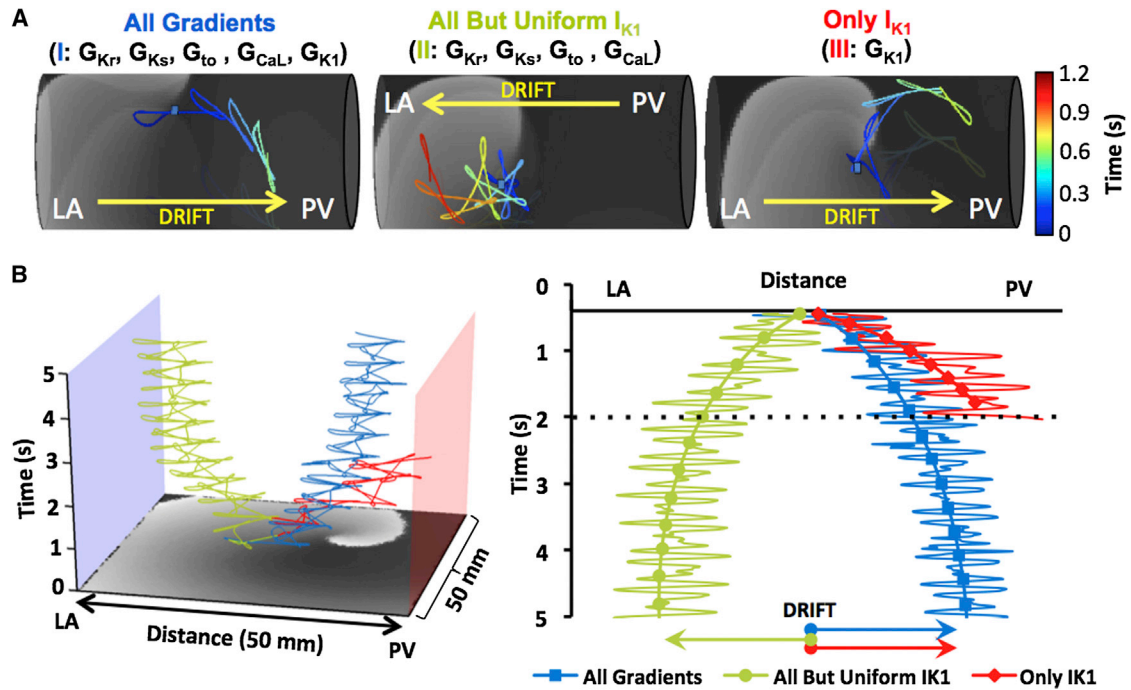 A
All Gradients
(I: GKr, GKs, Gto , GCaL, GK1)
All But Uniform IK1
(II: GKr, GKs, Gto , GCaL)
Only IK1
(III: GK1)
LA
DRIFT
PV
LA
DRIFT
PV
LA
DRIFT
PV
1.2
0.9
0.6
0.3
0
Time (s)
B
5
4
3
2
1
0
Time (s)
LA
Distance (50 mm)
PV
50 mm
LA
Distance
PV
0
1
2
3
4
5
Time (s)
DRIFT
All Gradients
All But Uniform IK1
Only IK1